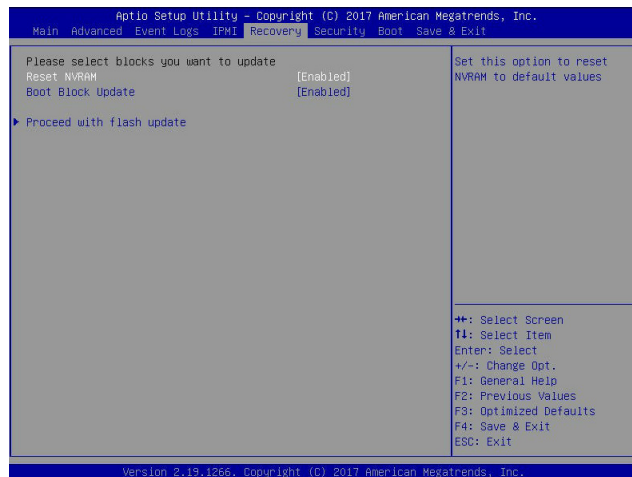 Aptio Setup Utility – Copyright (C) 2017 American Megatrends, Inc.
Main Advanced Event Logs IPMI Recovery Security Boot Save & Exit
Please select blocks you want to update
Reset NVRAM [Enabled]
Boot Block Update [Enabled]
Proceed with flash update
Set this option to reset
NVRAM to default values
: Select Screen
↑↓: Select Item
Enter: Select
+/-: Change Opt.
F1: General Help
F2: Previous Values
F3: Optimized Defaults
F4: Save & Exit
ESC: Exit
Version 2.19.1266. Copyright (C) 2017 American Megatrends, Inc.